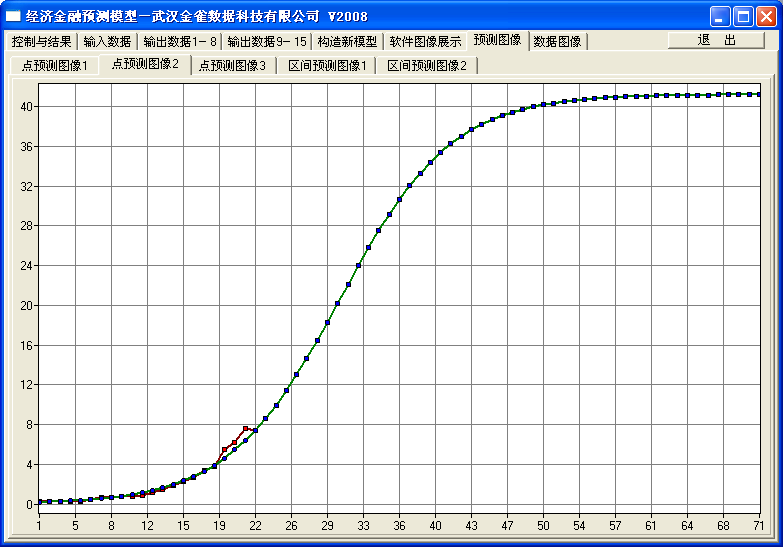 经济金融预测模型－武汉金雀数据科技有限公司 V2008
控制与结果 输入数据 输出数据1－8 输出数据9－15 构造新模型 软件图像展示 预测图像 数据图像 退 出
点预测图像1 点预测图像2 点预测图像3 区间预测图像1 区间预测图像2
40
36
32
28
24
20
16
12
8
4
0
1 5 8 12 15 19 22 26 29 33 36 40 43 47 50 54 57 61 64 68 71